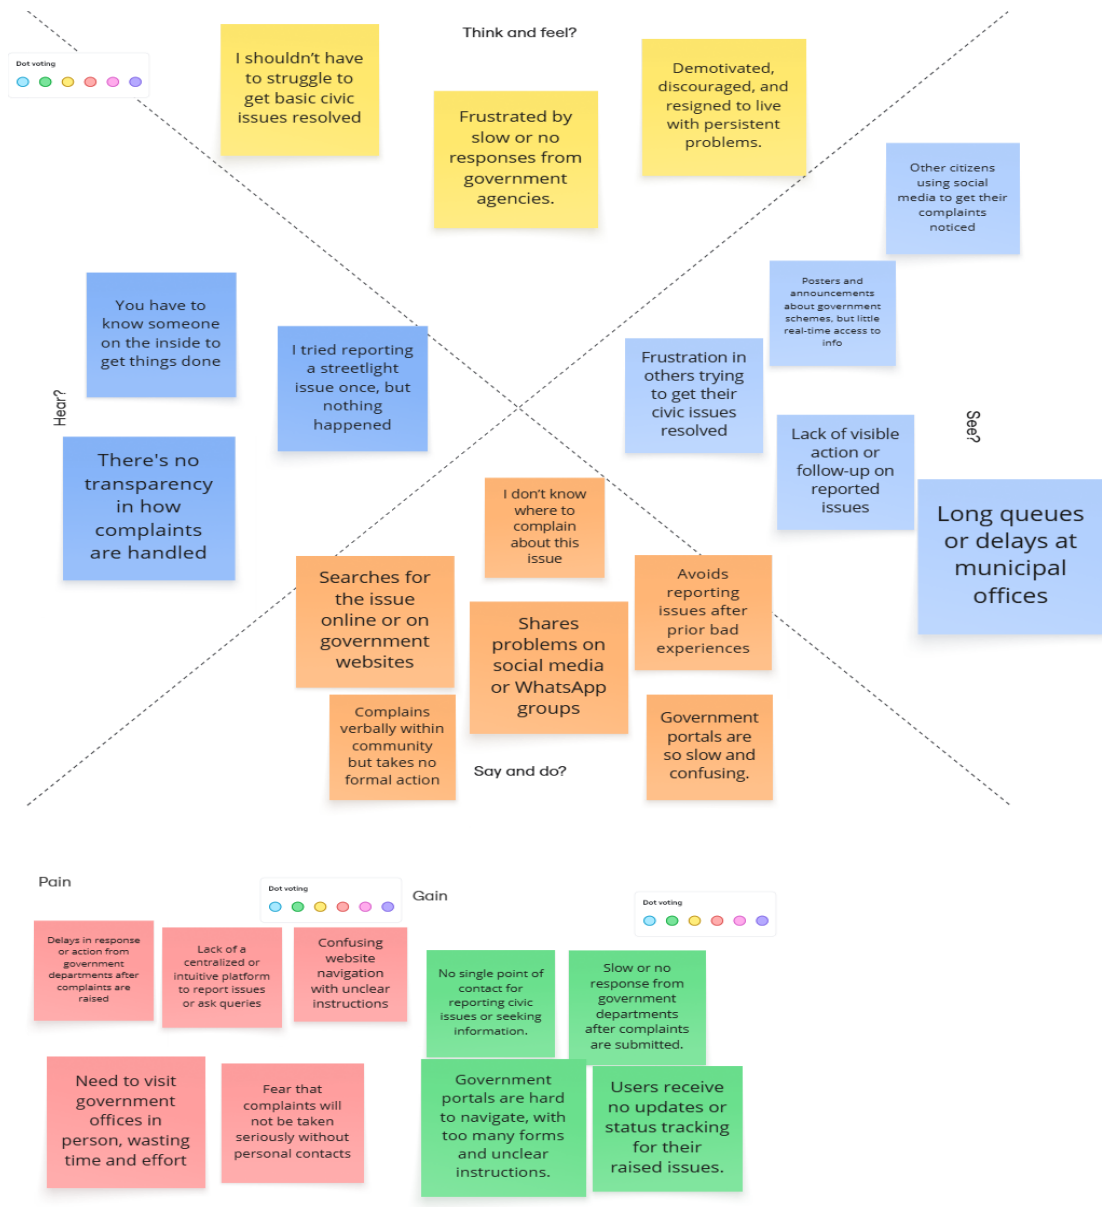 Think and feel?
Dot voting
I shouldn't have
to struggle to
get basic civic
issues resolved
Frustrated by
slow or no
responses from
government
agencies.
Demotivated,
discouraged, and
resigned to live
with persistent
problems.
Hear?
You have to
know someone
on the inside to
get things done
I tried reporting
a streetlight
issue once, but
nothing
happened
There's no
transparency
in how
complaints
are handled
See?
Other citizens
using social
media to get their
complaints
noticed
Posters and
announcements
about government
schemes, but little
real-time access to
info
Frustration in
others trying
to get their
civic issues
resolved
Lack of visible
action or
follow-up on
reported
issues
Long queues
or delays at
municipal
offices
I don't know
where to
complain
about this
issue
Searches for
the issue
online or on
government
websites
Shares
problems on
social media
or WhatsApp
groups
Avoids
reporting
issues after
prior bad
experiences
Complains
verbally within
community
but takes no
formal action
Government
portals are
so slow and
confusing.
Say and do?
Pain
Dot voting
Delays in response
or action from
government
departments after
complaints are
raised
Lack of a
centralized or
intuitive platform
to report issues
or ask queries
Confusing
website
navigation
with unclear
instructions
Need to visit
government
offices in
person, wasting
time and effort
Fear that
complaints will
not be taken
seriously without
personal contacts
Gain
Dot voting
No single point of
contact for
reporting civic
issues or seeking
information.
Slow or no
response from
government
departments
after complaints
are submitted.
Government
portals are hard
to navigate, with
too many forms
and unclear
instructions.
Users receive
no updates or
status tracking
for their
raised issues.